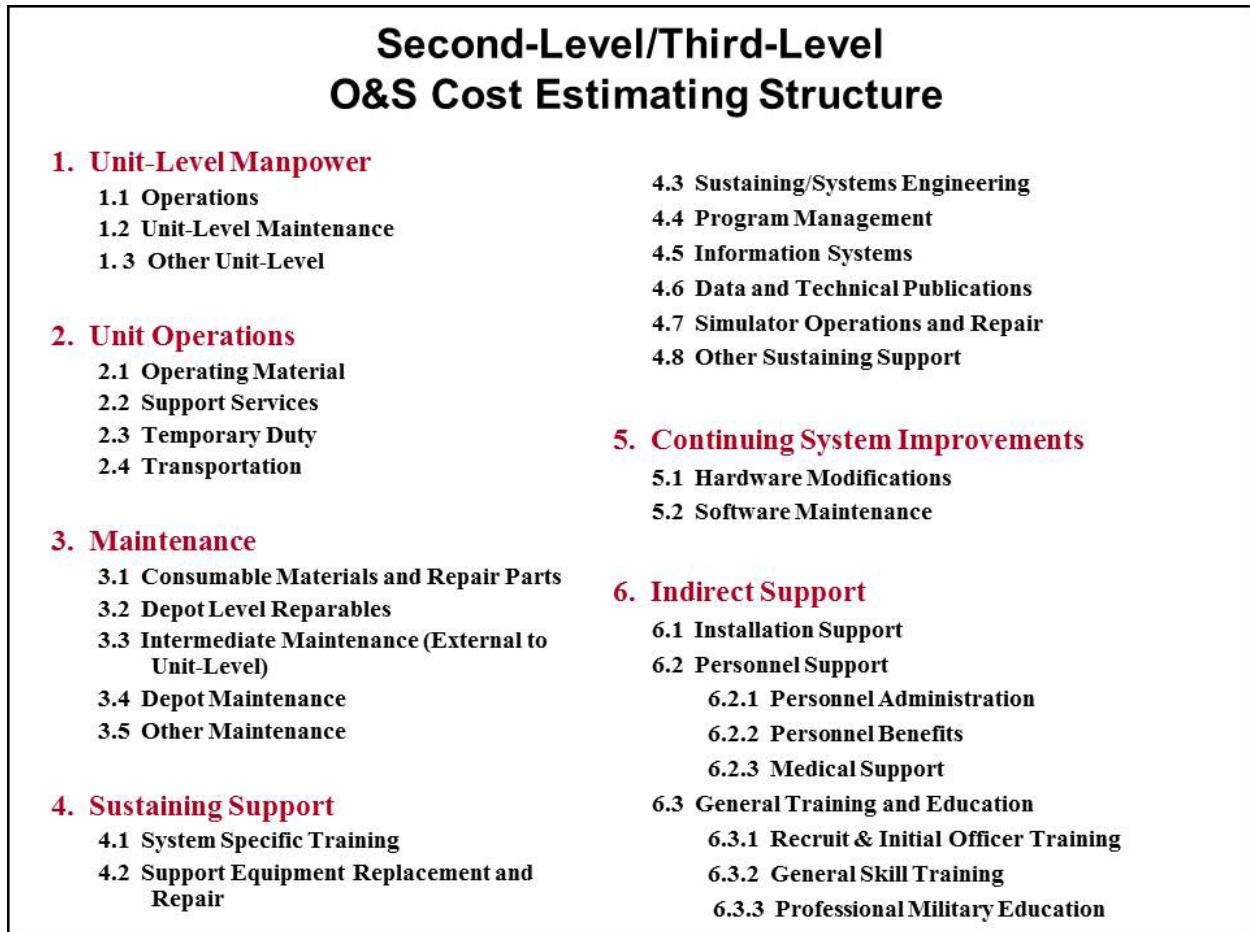 Second-Level/Third-Level
O&S Cost Estimating Structure
1. Unit-Level Manpower
1.1 Operations
1.2 Unit-Level Maintenance
1. 3 Other Unit-Level
2. Unit Operations
2.1 Operating Material
2.2 Support Services
2.3 Temporary Duty
2.4 Transportation
3. Maintenance
3.1 Consumable Materials and Repair Parts
3.2 Depot Level Reparables
3.3 Intermediate Maintenance (External to
Unit-Level)
3.4 Depot Maintenance
3.5 Other Maintenance
4. Sustaining Support
4.1 System Specific Training
4.2 Support Equipment Replacement and
Repair
4.3 Sustaining/Systems Engineering
4.4 Program Management
4.5 Information Systems
4.6 Data and Technical Publications
4.7 Simulator Operations and Repair
4.8 Other Sustaining Support
5. Continuing System Improvements
5.1 Hardware Modifications
5.2 Software Maintenance
6. Indirect Support
6.1 Installation Support
6.2 Personnel Support
6.2.1 Personnel Administration
6.2.2 Personnel Benefits
6.2.3 Medical Support
6.3 General Training and Education
6.3.1 Recruit & Initial Officer Training
6.3.2 General Skill Training
6.3.3 Professional Military Education